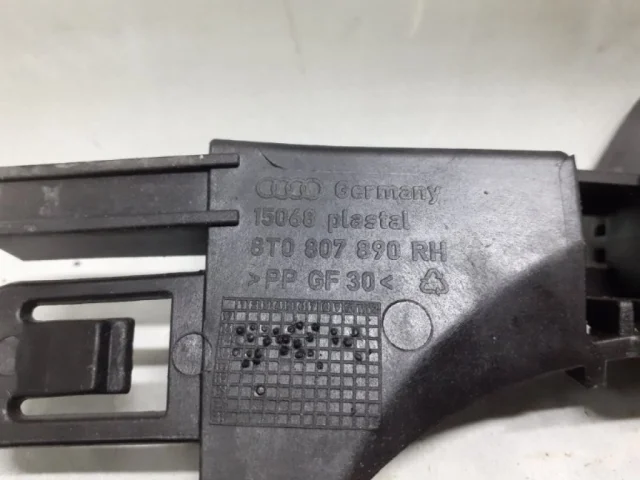 Germany
15068 plastal
8T0 807 890 RH
>PP GF 30<